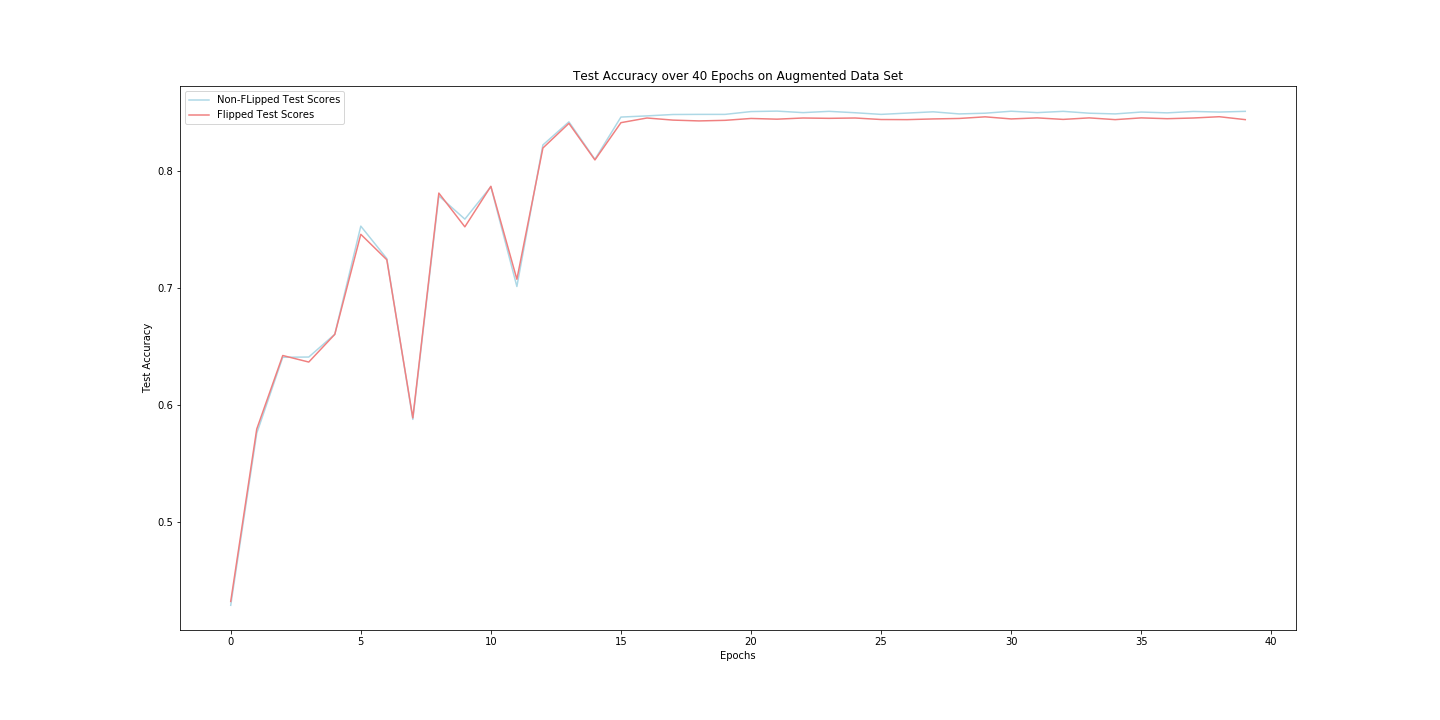 Test Accuracy over 40 Epochs on Augmented Data Set
Non-FLipped Test Scores
Flipped Test Scores
Test Accuracy
0.8
0.7
0.6
0.5
0 5 10 15 20 25 30 35 40
Epochs